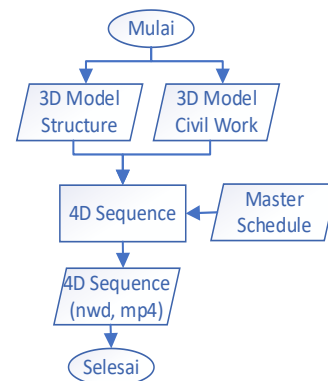 Mulai
3D Model
Structure
3D Model
Civil Work
4D Sequence
Master
Schedule
4D Sequence
(nwd, mp4)
Selesai